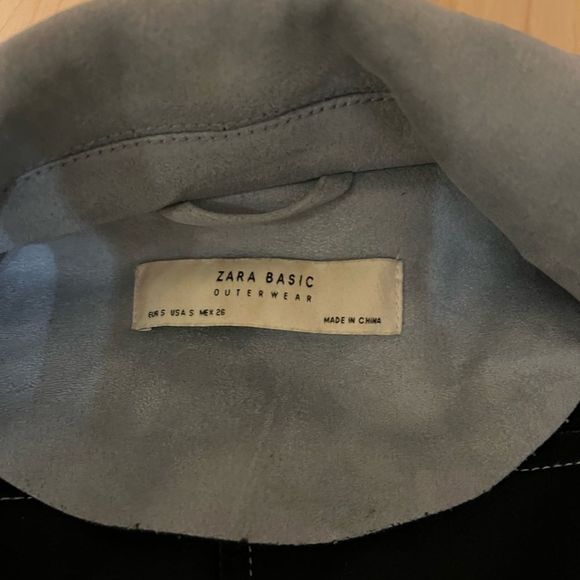 ZARA BASIC
OUTERWEAR
EUR S USA S MEX 26 MADE IN CHINA